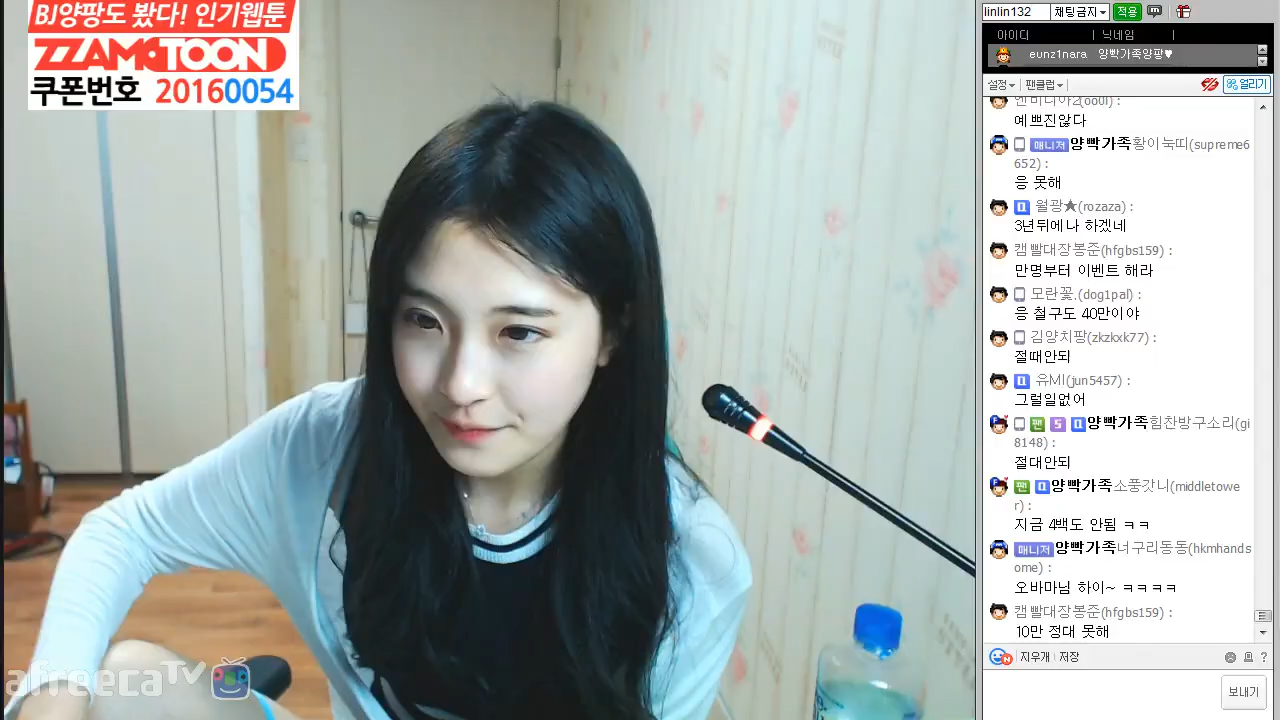 BJ양팡도 봤다! 인기웹툰
ZZAM·TOON
쿠폰번호 20160054
linlin132 채팅금지 적용
아이디 닉네임
eunz1nara 양빡가족양팡♥
설정 팬클럽 얼리기
예쁘진않다
매니저 양빡가족황이눅띠(supreme6
652) :
응 못해
월광★(rozaza) :
3년뒤에나 하겠네
캠빨대장봉준(hfgbs159) :
만명부터 이벤트 해라
모란꽃,(dog1pal) :
응 철구도 40만이야
김양치팡(zkzkxk77) :
절때안되
유MI(jun5457) :
그럴일없어
팬 S 양빡가족힘찬방구소리(gi
8148) :
절대안되
팬 양빡가족소풍갓니(middletowe
r) :
지금 4백도 안됨 ㅋㅋ
매니저 양빡가족너구리동동(hkmhands
ome) :
오바마님 하이~ ㅋㅋㅋㅋ
캠빨대장봉준(hfgbs159) :
10만 정대 못해
지우개 저장
보내기
afreecaTV